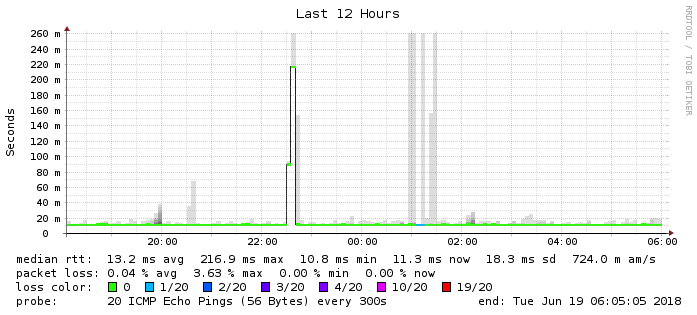 Last 12 Hours
RRDTOOL / TOBI OETIKER
Seconds
260 m
240 m
220 m
200 m
180 m
160 m
140 m
120 m
100 m
80 m
60 m
40 m
20 m
0
20:00 22:00 00:00 02:00 04:00 06:00
median rtt: 13.2 ms avg 216.9 ms max 10.8 ms min 11.3 ms now 18.3 ms sd 724.0 m am/s
packet loss: 0.04 % avg 3.63 % max 0.00 % min 0.00 % now
loss color: 0 1/20 2/20 3/20 4/20 10/20 19/20
probe: 20 ICMP Echo Pings (56 Bytes) every 300s end: Tue Jun 19 06:05:05 2018